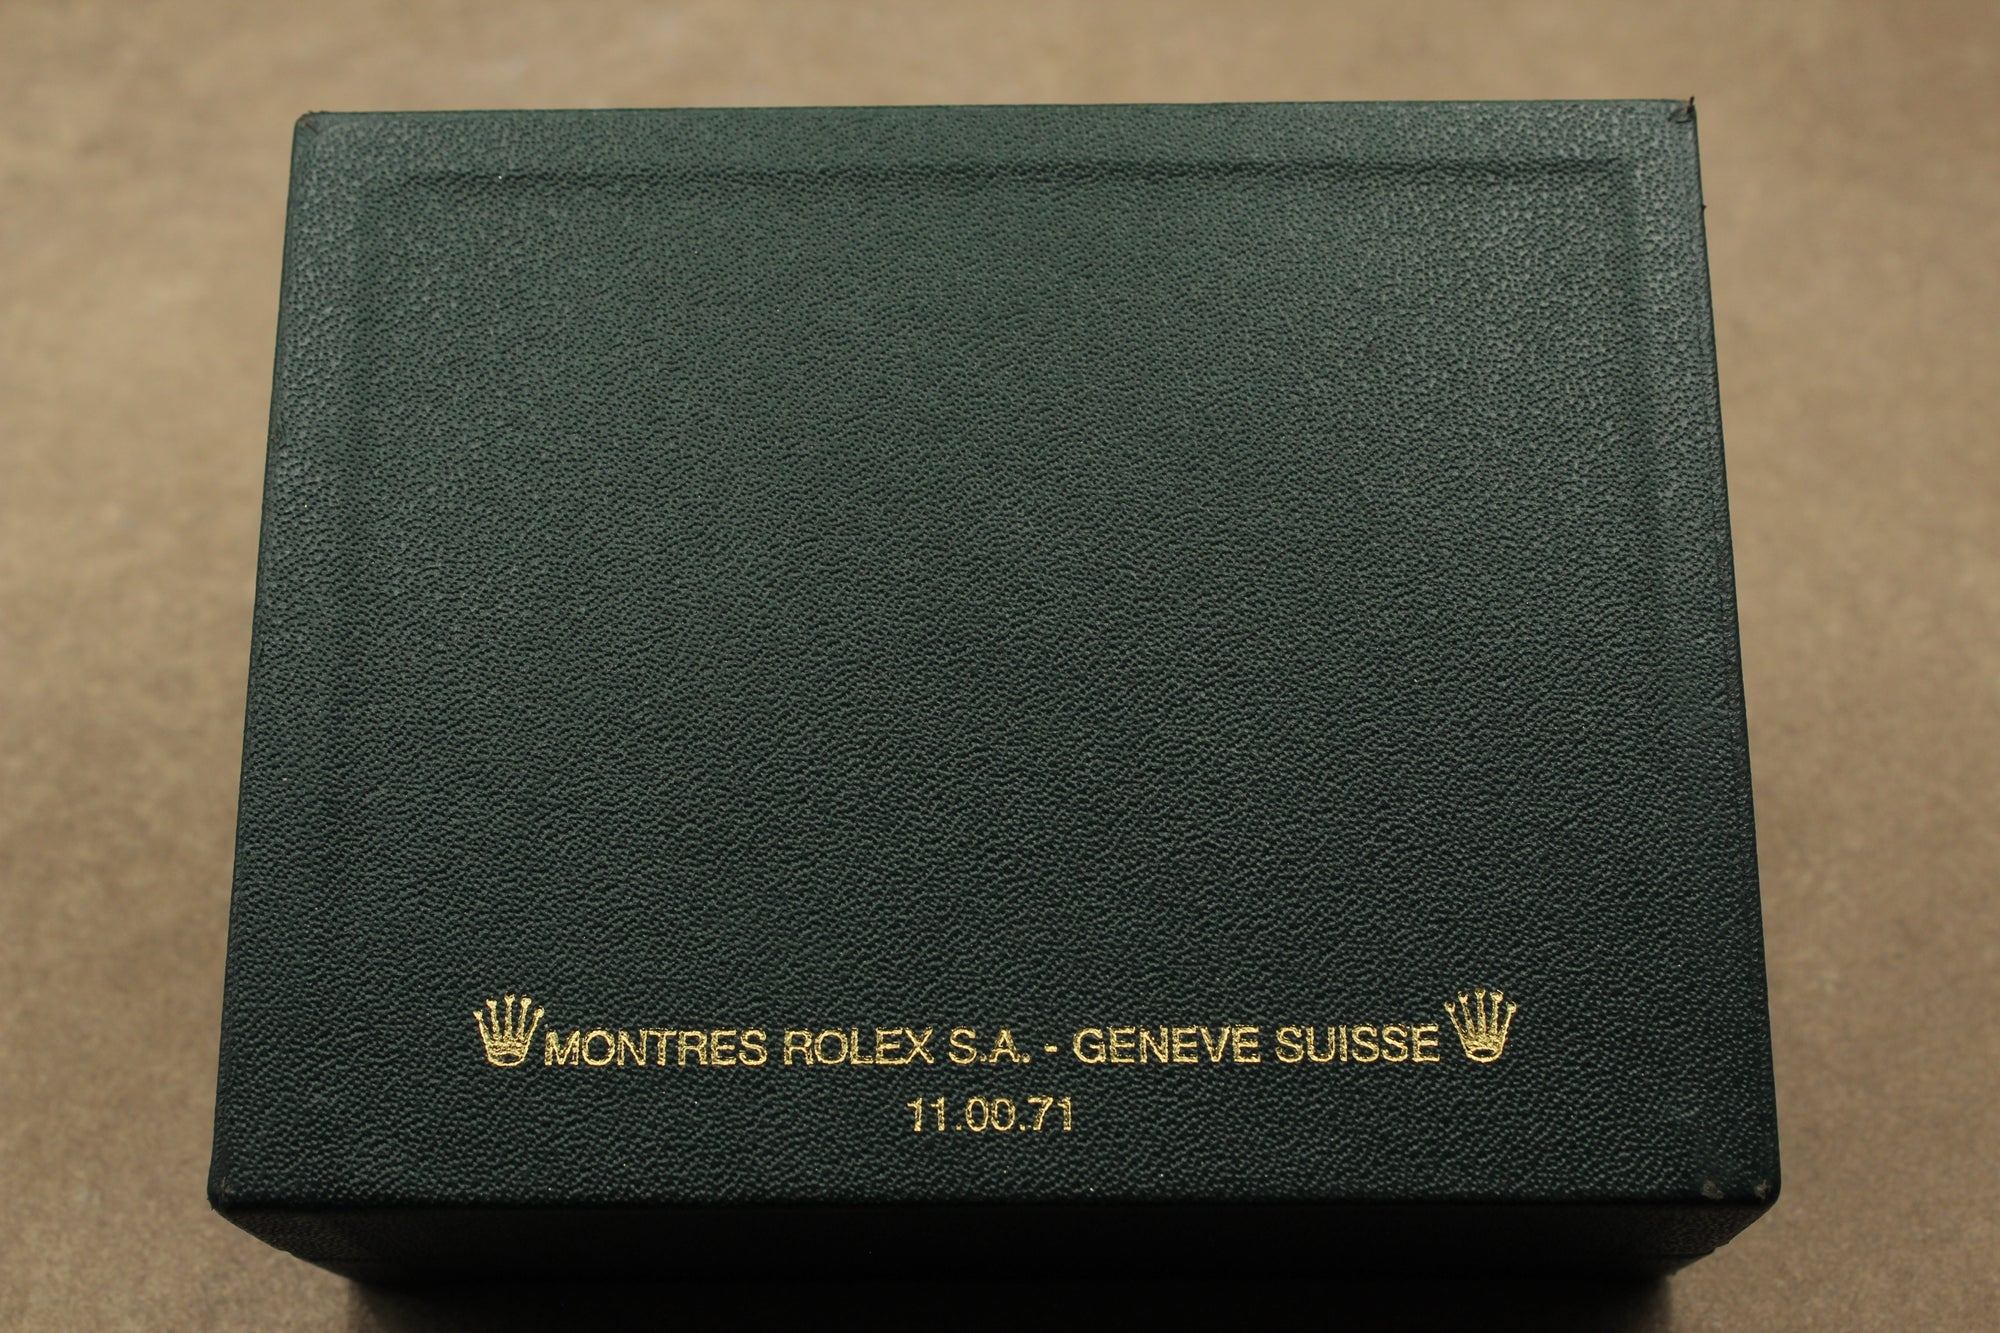 MONTRES ROLEX S.A. - GENEVE SUISSE
11.00.71